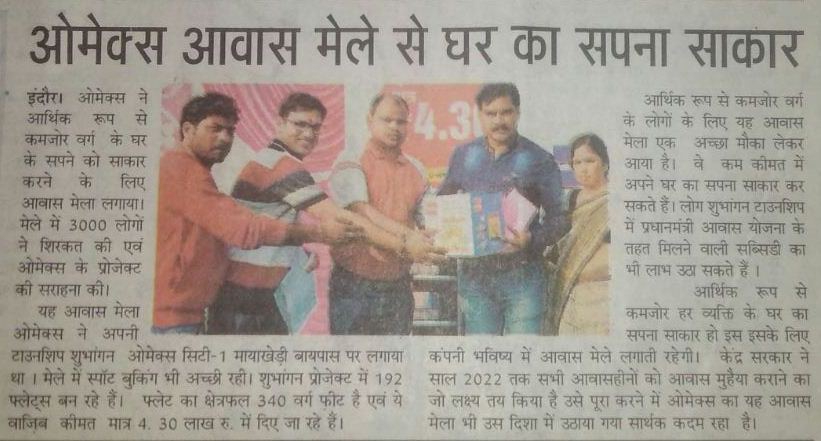 ओमेक्स आवास मेले से घर का सपना साकार
इंदौर। ओमेक्स ने
आर्थिक रूप से
कमजोर वर्ग के घर
के सपने को साकार
करने के लिए
आवास मेला लगाया।
मेले में 3000 लोगों
ने शिरकत की एवं
ओमेक्स के प्रोजेक्ट
की सराहना की।
यह आवास मेला
ओमेक्स ने अपनी
टाउनशिप शुभांगन ओमेक्स सिटी-1 मायाखेड़ी बायपास पर लगाया
था । मेले में स्पॉट बुकिंग भी अच्छी रही। शुभांगन प्रोजेक्ट में 192
फ्लेट्स बन रहे हैं। फ्लेट का क्षेत्रफल 340 वर्ग फीट है एवं ये
वाज़िब कीमत मात्र 4. 30 लाख रु. में दिए जा रहे हैं।
4.30
आर्थिक रूप से कमजोर वर्ग
के लोगों के लिए यह आवास
मेला एक अच्छा मौका लेकर
आया है। वे कम कीमत में
अपने घर का सपना साकार कर
सकते हैं। लोग शुभांगन टाउनशिप
में प्रधानमंत्री आवास योजना के
तहत मिलने वाली सब्सिडी का
भी लाभ उठा सकते हैं ।
आर्थिक रूप से
कमजोर हर व्यक्ति के घर का
सपना साकार हो इस इसके लिए
कंपनी भविष्य में आवास मेले लगाती रहेगी। केंद्र सरकार ने
साल 2022 तक सभी आवासहीनों को आवास मुहैया कराने का
जो लक्ष्य तय किया है उसे पूरा करने में ओमेक्स का यह आवास
मेला भी उस दिशा में उठाया गया सार्थक कदम रहा है।